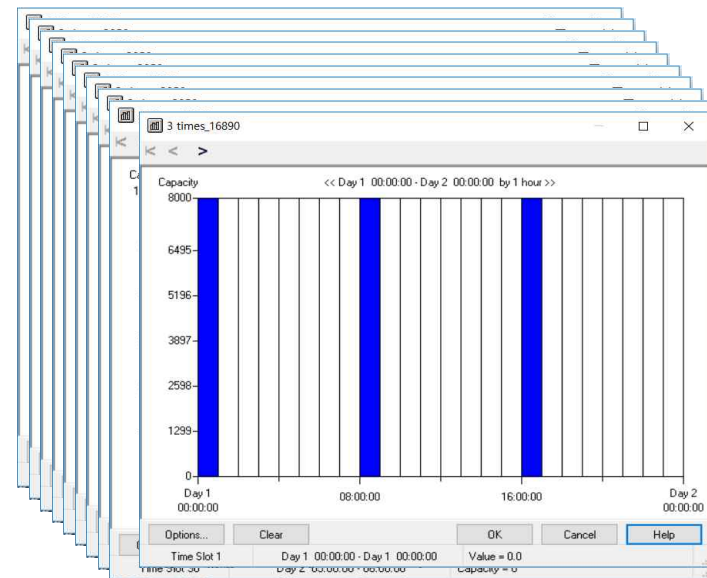 3 times_16890
Capacity
<< Day 1 00:00:00 - Day 2 00:00:00 by 1 hour >>
8000
6495
5196
3897
2598
1299
0
Day 1
00:00:00
08:00:00
16:00:00
Day 2
00:00:00
Options... Clear OK Cancel Help
Time Slot 1 Day 1 00:00:00 - Day 1 00:00:00 Value = 0.0